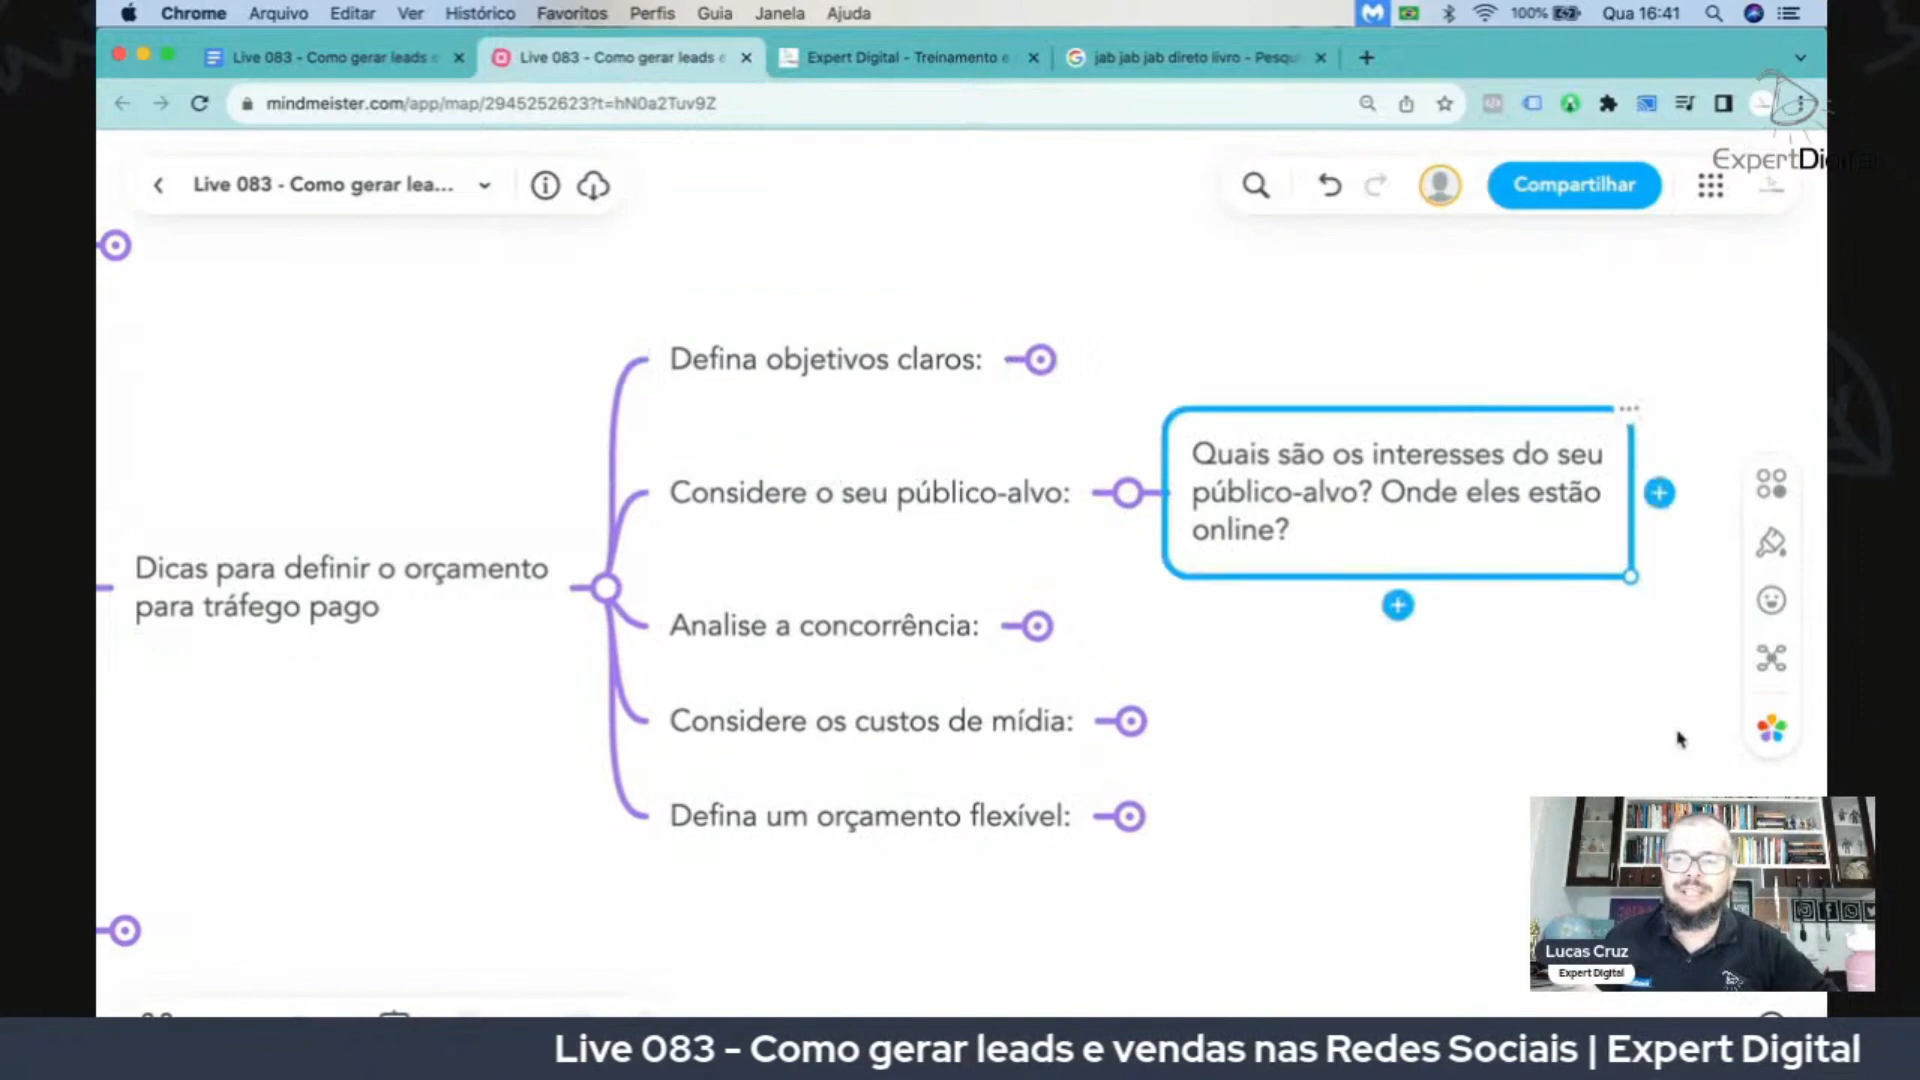 Chrome Arquivo Editar Ver Histórico Favoritos Perfis Guia Janela Ajuda 100% Qua 16:41
Live 083 - Como gerar leads e
Live 083 - Como gerar leads e
Expert Digital - Treinamento e
jab jab jab direto livro - Pesqu
mindmeister.com/app/map/2945252623?t=hN0a2Tuv9Z
ExpertDigital
Live 083 - Como gerar lea...
Compartilhar
Defina objetivos claros:
Quais são os interesses do seu
público-alvo? Onde eles estão
online?
Considere o seu público-alvo:
Dicas para definir o orçamento
para tráfego pago
Analise a concorrência:
Considere os custos de mídia:
Defina um orçamento flexível:
Lucas Cruz
Expert Digital
Live 083 - Como gerar leads e vendas nas Redes Sociais | Expert Digital